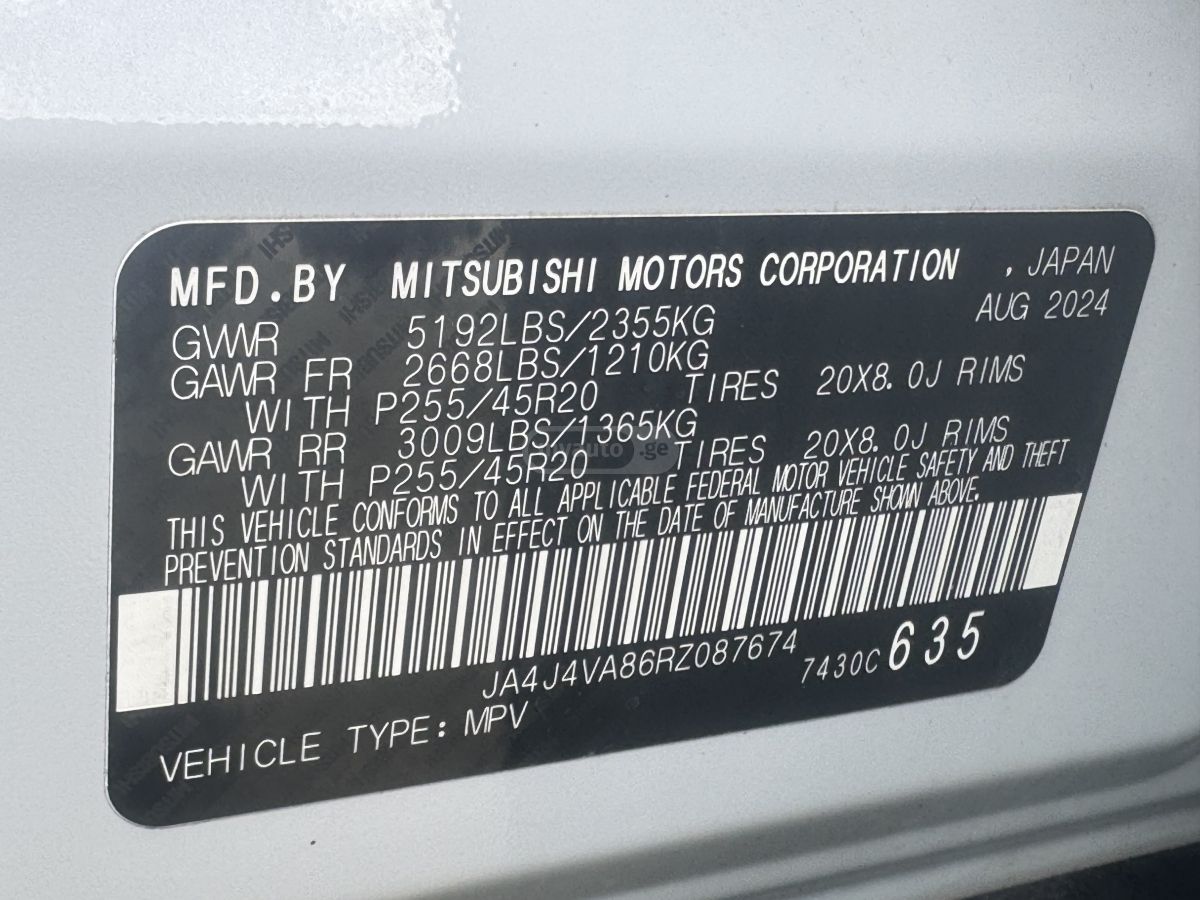 MFD.BY MITSUBISHI MOTORS CORPORATION , JAPAN
AUG 2024
GVWR 5192LBS/2355KG
GAWR FR 2668LBS/1210KG
WITH P255/45R20 TIRES 20X8.0J RIMS
GAWR RR 3009LBS/1365KG
WITH P255/45R20 TIRES 20X8.0J RIMS
THIS VEHICLE CONFORMS TO ALL APPLICABLE FEDERAL MOTOR VEHICLE SAFETY AND THEFT
PREVENTION STANDARDS IN EFFECT ON THE DATE OF MANUFACTURE SHOWN ABOVE.
JA4J4VA86RZ087674 7430C 635
VEHICLE TYPE: MPV